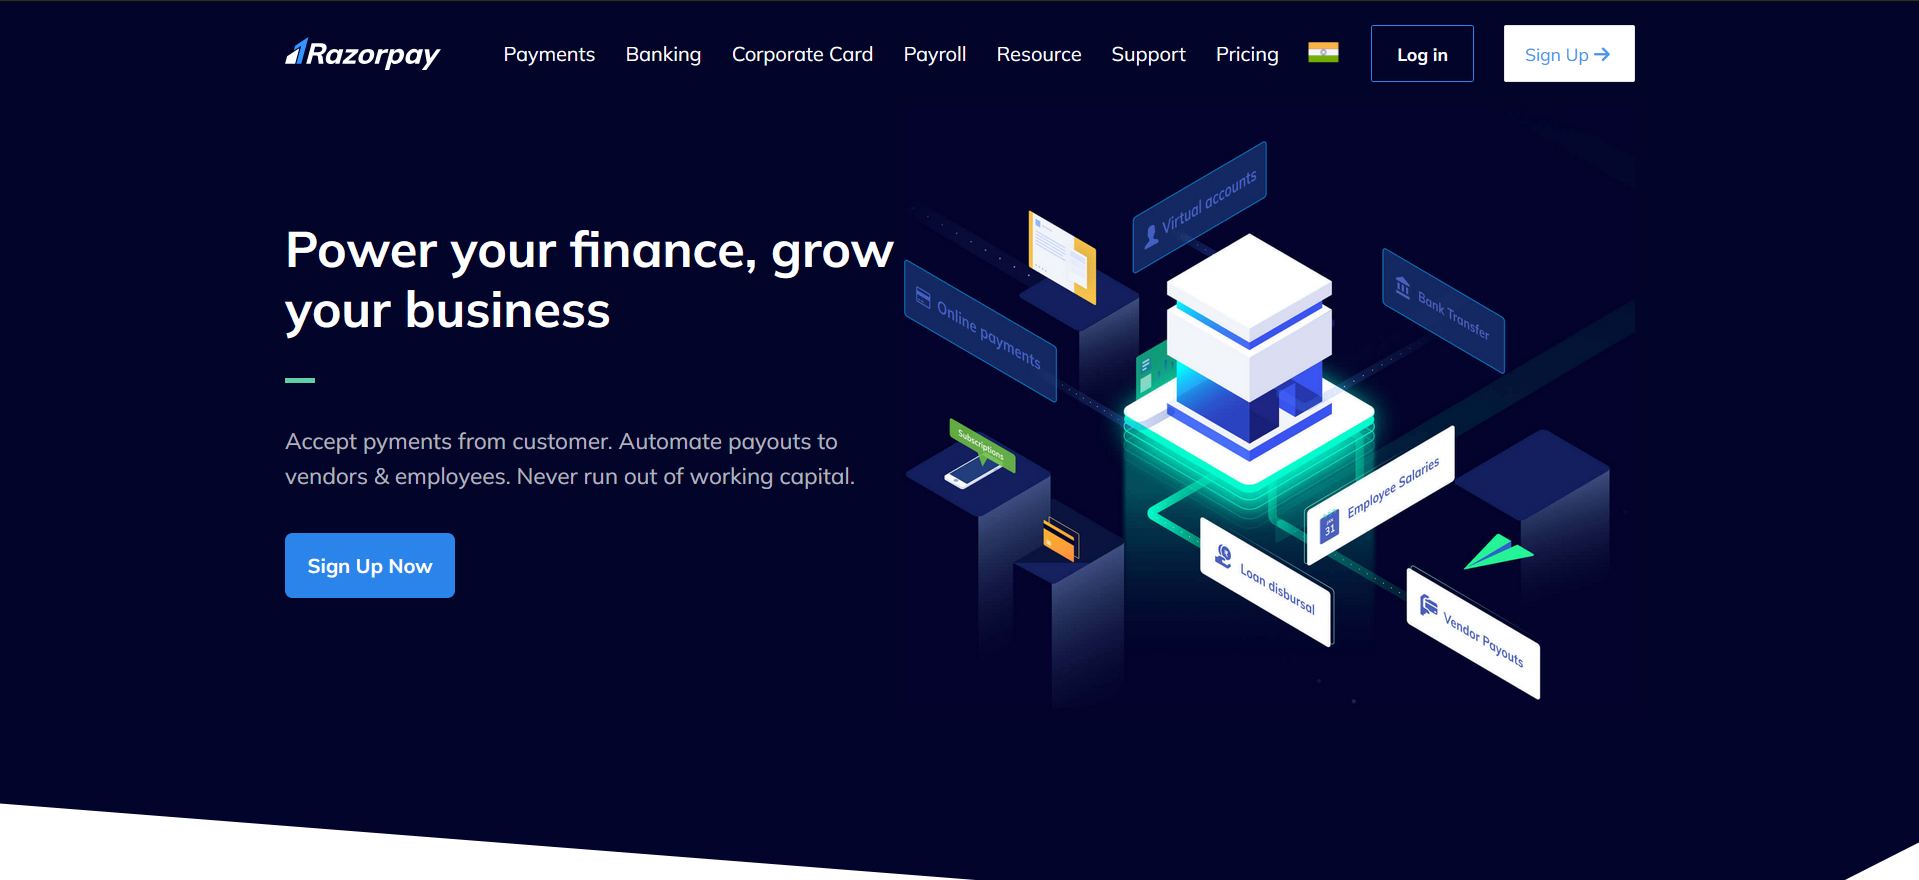 Razorpay
Payments Banking Corporate Card Payroll Resource Support Pricing Log in Sign Up
Power your finance, grow
your business
Accept pyments from customer. Automate payouts to
vendors & employees. Never run out of working capital.
Sign Up Now
Virtual accounts
Online payments
Bank Transfer
Subscriptions
Employee Salaries
31
Loan disbursal
Vendor Payouts